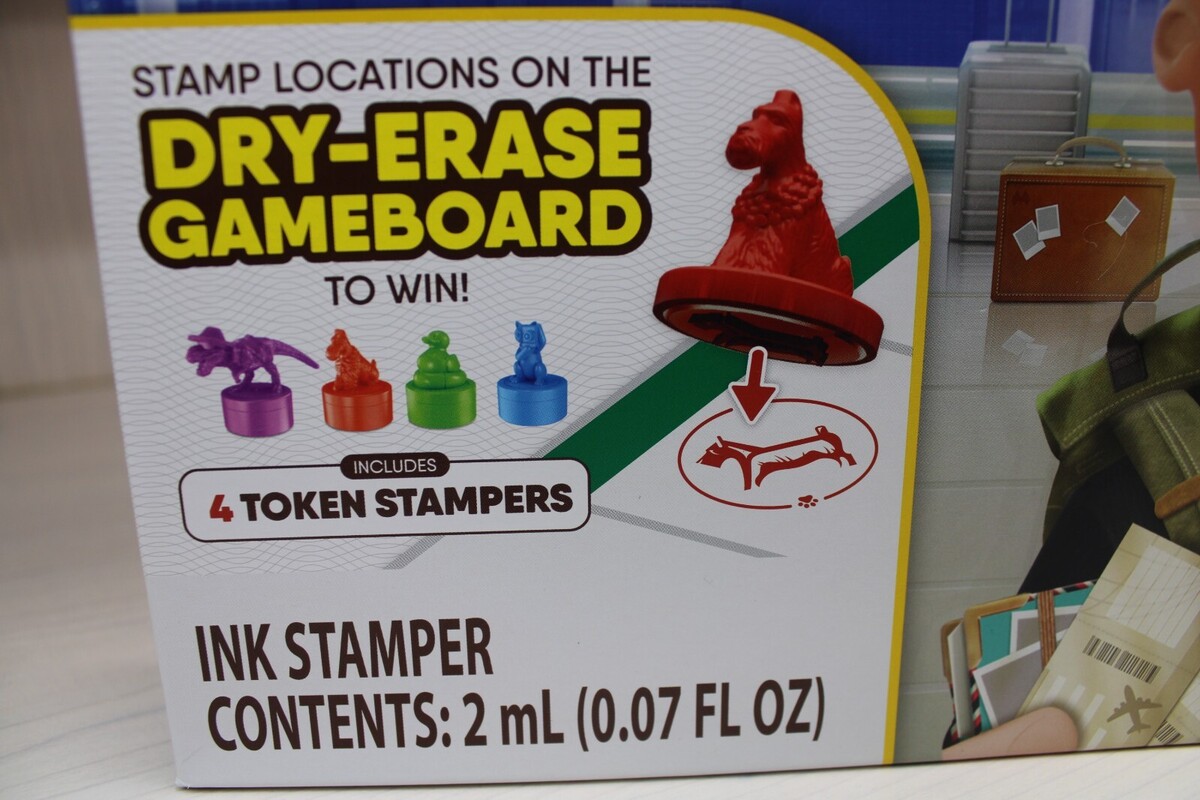 STAMP LOCATIONS ON THE
DRY-ERASE
GAMEBOARD
TO WIN!
INCLUDES
4 TOKEN STAMPERS
INK STAMPER
CONTENTS: 2 mL (0.07 FL OZ)